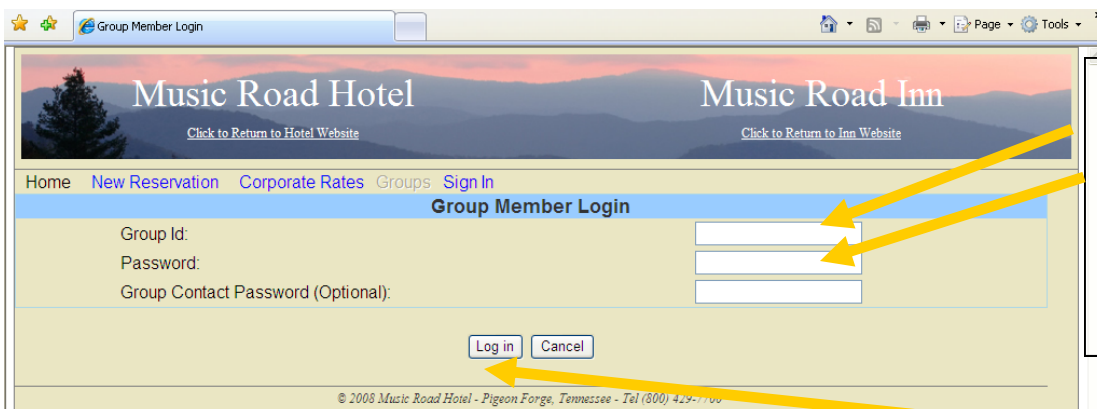 Group Member Login
Page
Tools
Music Road Hotel
Music Road Inn
Click to Return to Hotel Website
Click to Return to Inn Website
Home New Reservation Corporate Rates Groups Sign In
Group Member Login
Group Id:
Password:
Group Contact Password (Optional):
Log in Cancel
© 2008 Music Road Hotel - Pigeon Forge, Tennessee - Tel (800) 429-7700